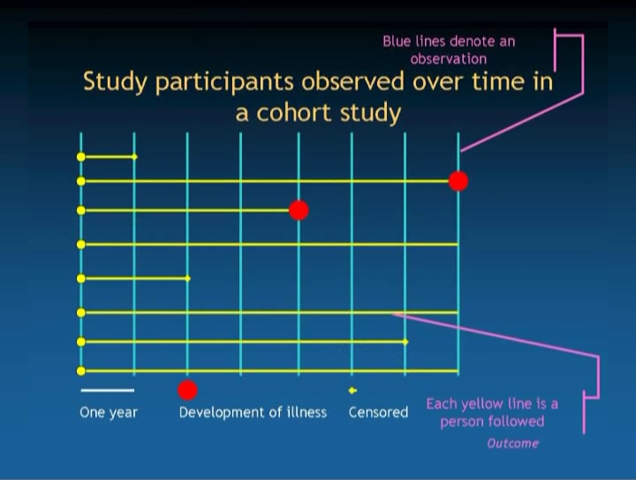 Blue lines denote an
observation
Study participants observed over time in
a cohort study
One year
Development of illness
Censored
Each yellow line is a
person followed
Outcome